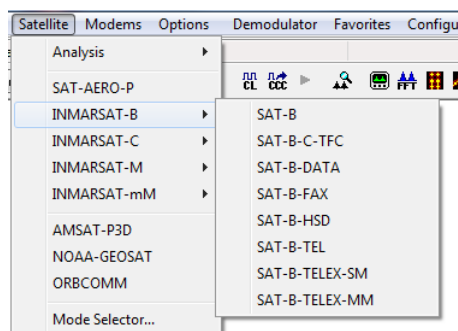 Satellite Modems Options Demodulator Favorites Configu
Analysis
CL CCC FFT
SAT-AERO-P
INMARSAT-B SAT-B
INMARSAT-C SAT-B-C-TFC
INMARSAT-M SAT-B-DATA
INMARSAT-mM SAT-B-FAX
SAT-B-HSD
AMSAT-P3D SAT-B-TEL
NOAA-GEOSAT SAT-B-TELEX-SM
ORBCOMM SAT-B-TELEX-MM
Mode Selector...